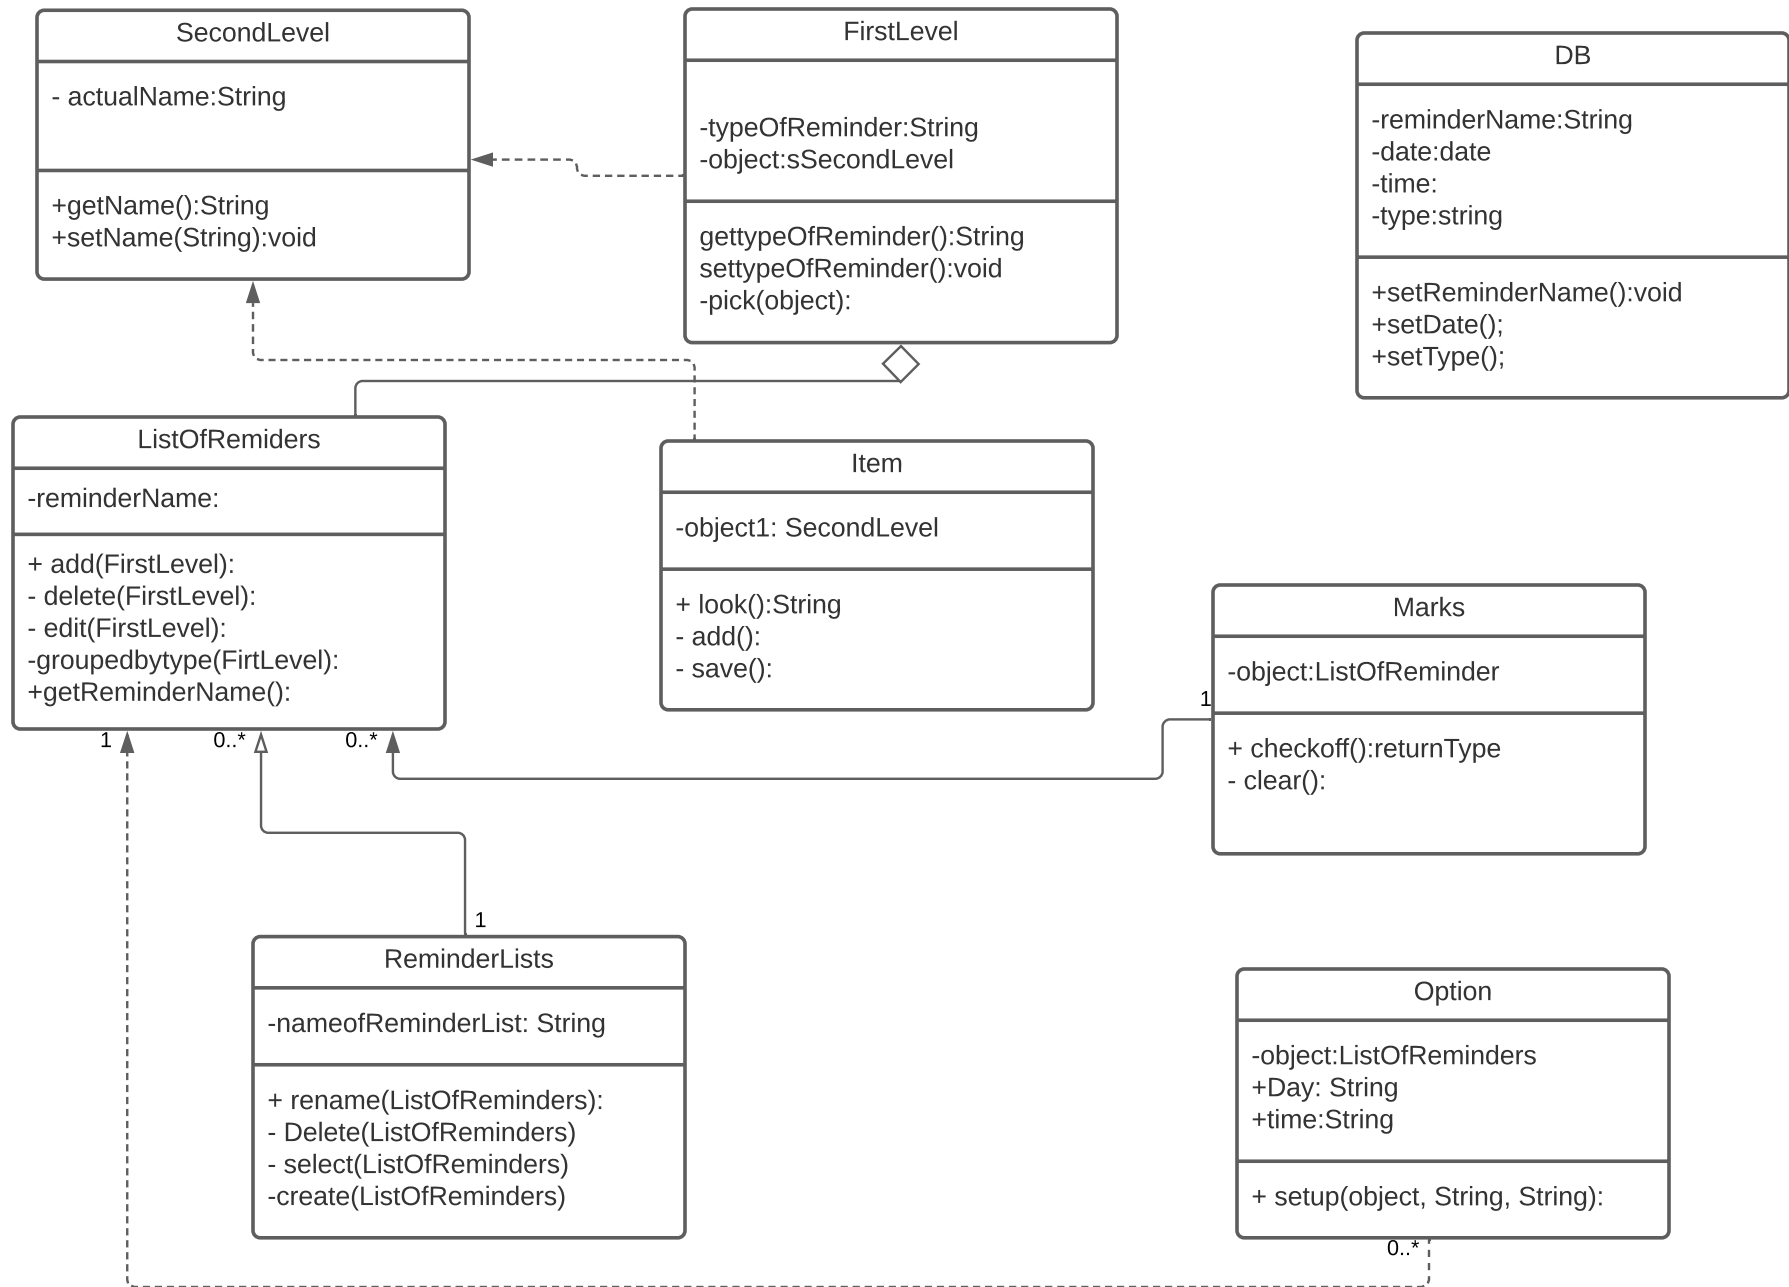 SecondLevel
- actualName:String
+getName():String
+setName(String):void
FirstLevel
-typeOfReminder:String
-object:sSecondLevel
gettypeOfReminder():String
settypeOfReminder():void
-pick(object):
DB
-reminderName:String
-date:date
-time:
-type:string
+setReminderName():void
+setDate();
+setType();
ListOfRemiders
-reminderName:
+ add(FirstLevel):
- delete(FirstLevel):
- edit(FirstLevel):
-groupedbytype(FirtLevel):
+getReminderName():
1
0..*
0..*
Item
-object1: SecondLevel
+ look():String
- add():
- save():
Marks
-object:ListOfReminder
+ checkoff():returnType
- clear():
1
1
ReminderLists
-nameofReminderList: String
+ rename(ListOfReminders):
- Delete(ListOfReminders)
- select(ListOfReminders)
-create(ListOfReminders)
Option
-object:ListOfReminders
+Day: String
+time:String
+ setup(object, String, String):
0..*